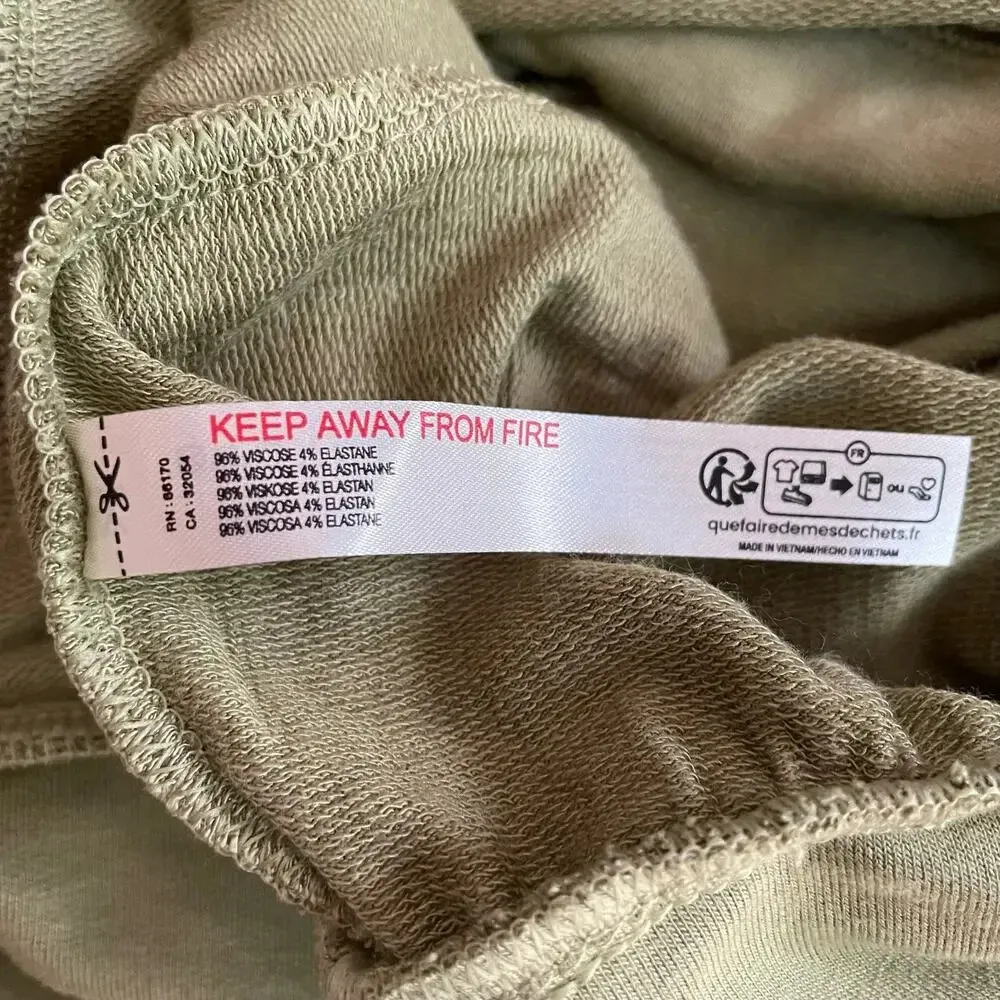 RN : 66170
CA : 32054
KEEP AWAY FROM FIRE
96% VISCOSE 4% ELASTANE
96% VISCOSE 4% ÉLASTHANNE
96% VISKOSE 4% ELASTAN
96% VISCOSA 4% ELASTAN
96% VISCOSA 4% ELASTANE
FR
OU
quefairedemesdechets.fr
MADE IN VIETNAM/HECHO EN VIETNAM